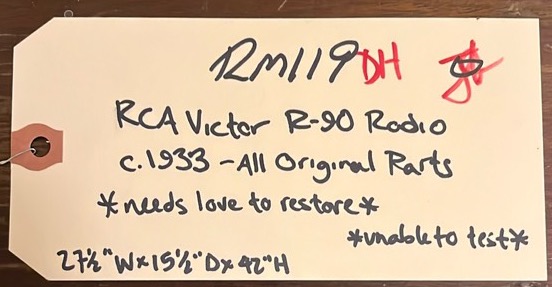 RM119 DH
RCA Victor R-90 Radio
c.1933 - All Original Parts
*needs love to restore*
*unable to test*
27½"W x 15½"D x 42"H